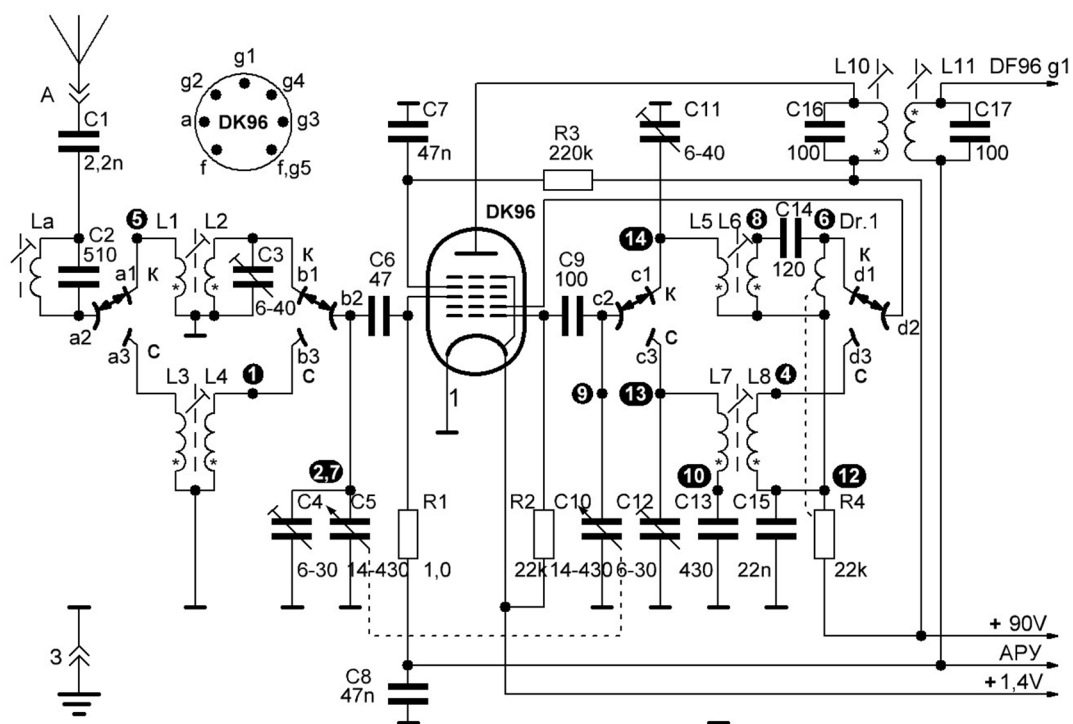 g1
g2 g4
a DK96 g3
f f,g5
A
C1
2,2n
C7
47n
R3
220k
C11
6-40
L10 L11 DF96 g1
C16 C17
100 100
DK96
La
C2
510
5
L1 L2
a1
К
a2
a3
С
C3
6-40
К
b1
b2
b3
С
C6
47
C9
100
14
c1
c2
К
c3
L5 L6
8
C14
120
6
Dr.1
К
d1
d2
d3
С
L3 L4
1
1
9
13
L7 L8
4
2,7
10
12
C4 C5
6-30 14-430
R1
1,0
R2
22k
C10
14-430
C12
6-30
C13
430
C15
22n
R4
22k
З
C8
47n
+ 90V
АРУ
+1,4V